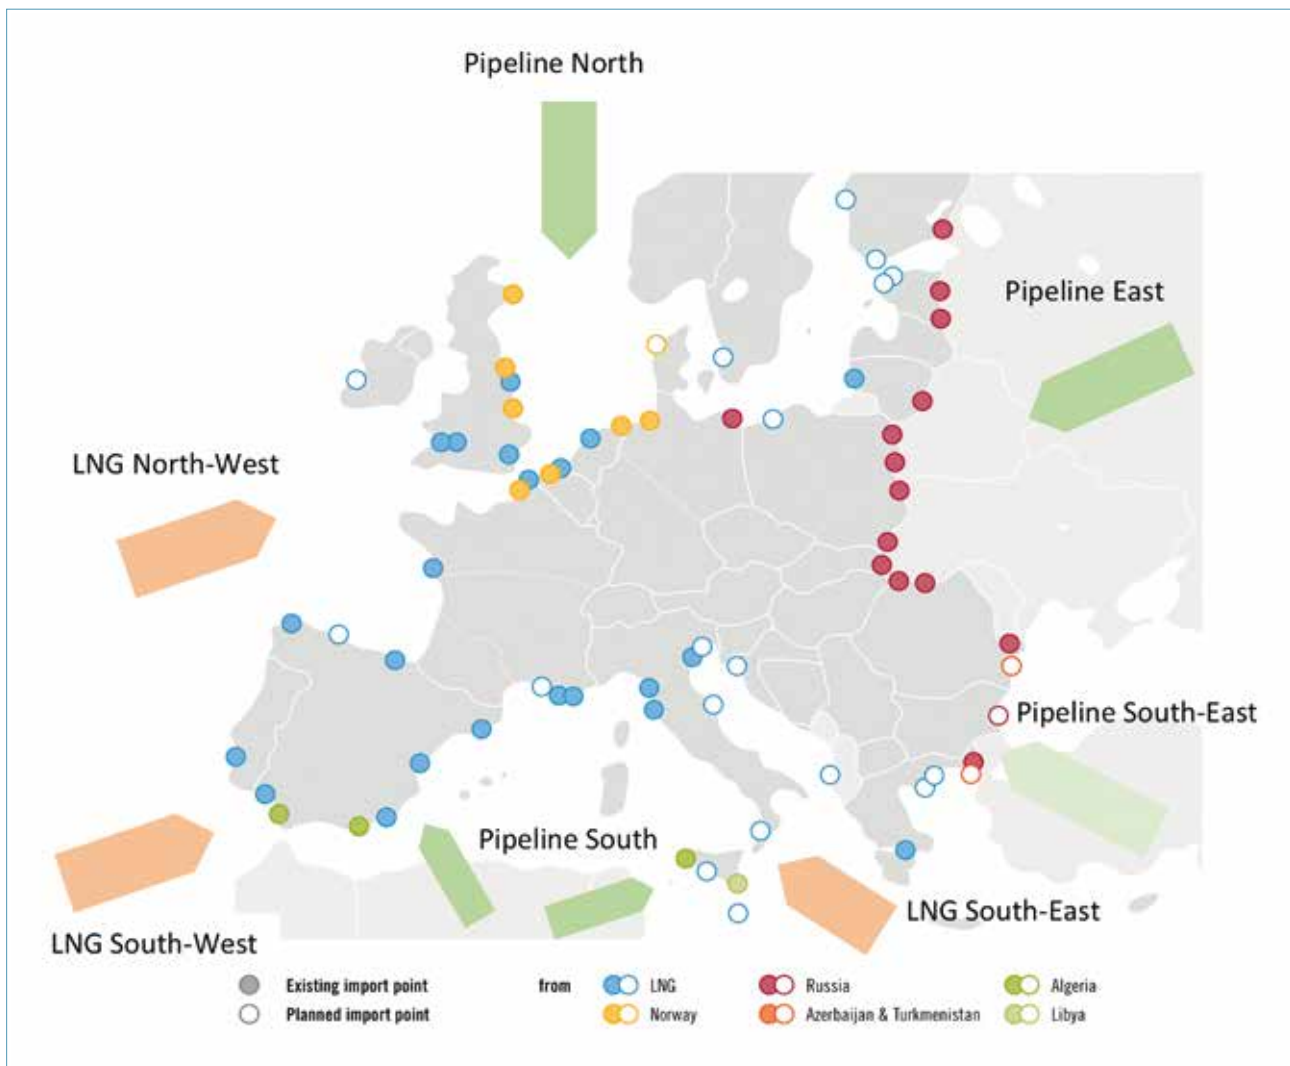 Pipeline North
Pipeline East
LNG North-West
Pipeline South-East
Pipeline South
LNG South-East
LNG South-West
Existing import point
from
LNG
Russia
Algeria
Planned import point
Norway
Azerbaijan & Turkmenistan
Libya